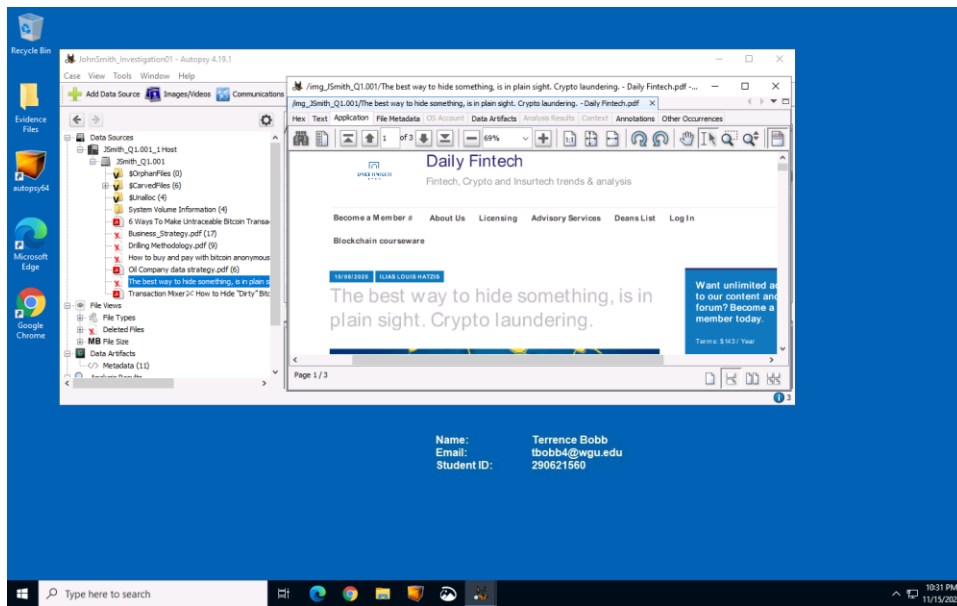 Recycle Bin
Evidence
Files
autopsy64
Microsoft
Edge
Google
Chrome
JohnSmith_Investigation01 - Autopsy 4.19.1
Case View Tools Window Help
Add Data Source Images/Videos Communications
Data Sources
JSmith_Q1.001_1 Host
JSmith_Q1.001
$OrphanFiles (0)
$CarvedFiles (6)
$Unalloc (4)
System Volume Information (4)
6 Ways To Make Untraceable Bitcoin Transa
Business_Strategy.pdf (17)
Drilling Methodology.pdf (9)
How to buy and pay with bitcoin anonymous
Oil Company data strategy.pdf (6)
The best way to hide something, is in plain s
Transaction Mixer How to Hide "Dirty" Bit
File Views
File Types
Deleted Files
MB File Size
Data Artifacts
Metadata (11)
Analysis Results
/img_JSmith_Q1.001/The best way to hide something, is in plain sight. Crypto laundering. - Daily Fintech.pdf -...
/img_JSmith_Q1.001/The best way to hide something, is in plain sight. Crypto laundering. - Daily Fintech.pdf
Hex Text Application File Metadata OS Account Data Artifacts Analysis Results Context Annotations Other Occurrences
1 of 3 69%
DAILY FINTECH
Daily Fintech
Fintech, Crypto and Insurtech trends & analysis
Become a Member # About Us Licensing Advisory Services Deans List Log In
Blockchain courseware
10/08/2020 ILIAS LOUIS HATZIS
The best way to hide something, is in
plain sight. Crypto laundering.
Want unlimited ac
to our content and
forum? Become a
member today.
Terms: $143 / Year
Page 1 / 3
3
Name: Terrence Bobb
Email: tbobb4@wgu.edu
Student ID: 290621560
Type here to search
10:31 PM
11/15/202